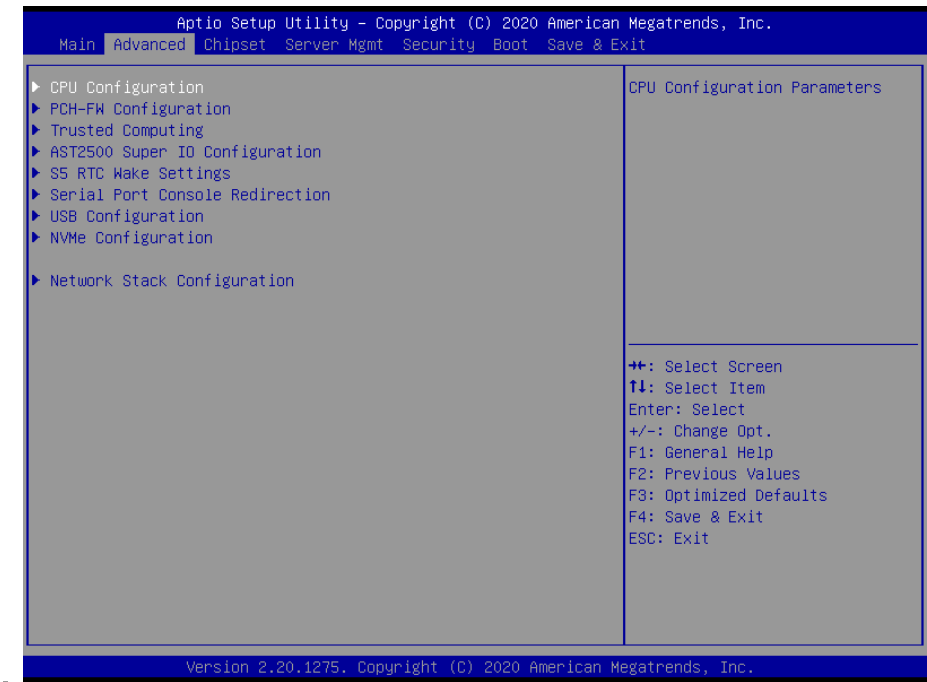 Aptio Setup Utility – Copyright (C) 2020 American Megatrends, Inc.
Main Advanced Chipset Server Mgmt Security Boot Save & Exit
CPU Configuration
PCH-FW Configuration
Trusted Computing
AST2500 Super IO Configuration
S5 RTC Wake Settings
Serial Port Console Redirection
USB Configuration
NVMe Configuration
Network Stack Configuration
CPU Configuration Parameters
→←: Select Screen
↑↓: Select Item
Enter: Select
+/-: Change Opt.
F1: General Help
F2: Previous Values
F3: Optimized Defaults
F4: Save & Exit
ESC: Exit
Version 2.20.1275. Copyright (C) 2020 American Megatrends, Inc.